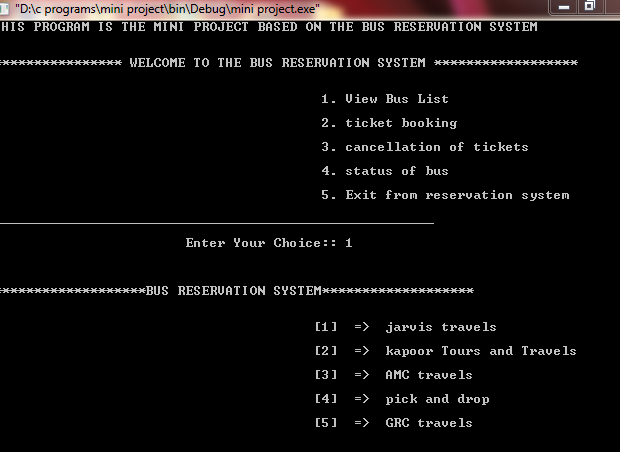 "D:\c programs\mini project\bin\Debug\mini project.exe"
HIS PROGRAM IS THE MINI PROJECT BASED ON THE BUS RESERVATION SYSTEM
**************** WELCOME TO THE BUS RESERVATION SYSTEM ******************
1. View Bus List
2. ticket booking
3. cancellation of tickets
4. status of bus
5. Exit from reservation system
Enter Your Choice:: 1
*******************BUS RESERVATION SYSTEM*******************
[1] => jarvis travels
[2] => kapoor Tours and Travels
[3] => AMC travels
[4] => pick and drop
[5] => GRC travels